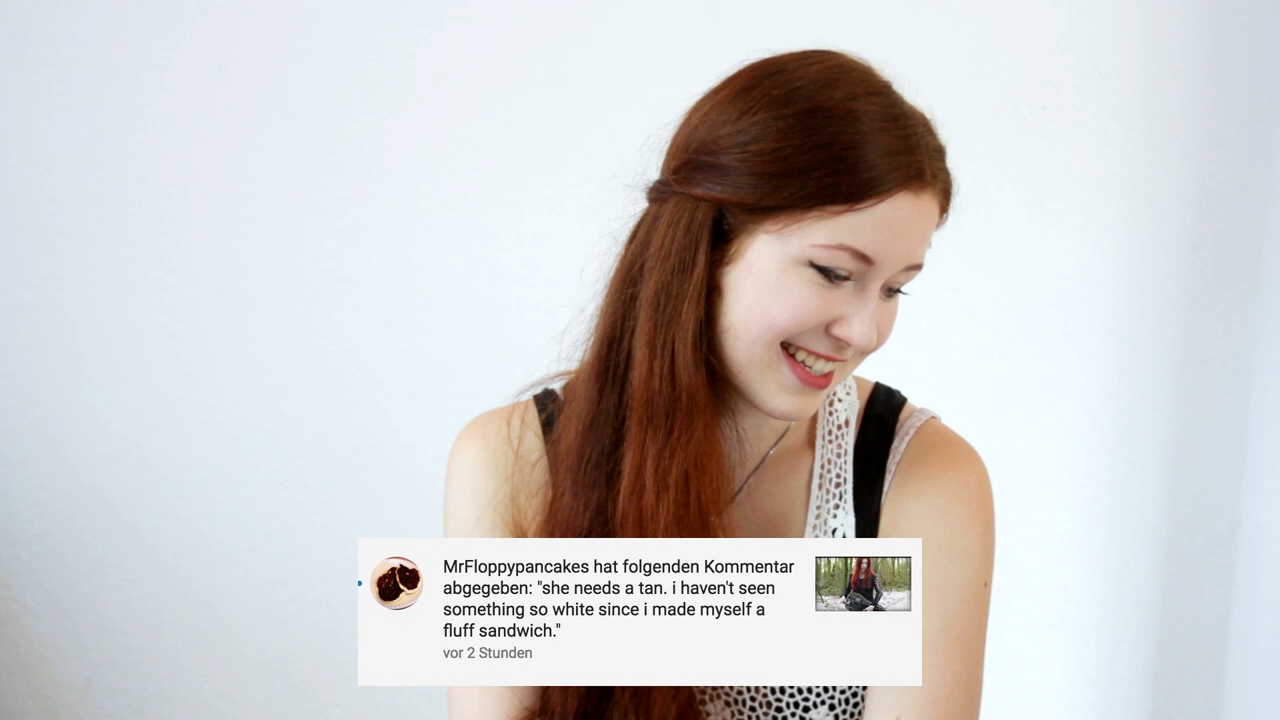 MrFloppypancakes hat folgenden Kommentar
abgegeben: "she needs a tan. i haven't seen
something so white since i made myself a
fluff sandwich."
vor 2 Stunden